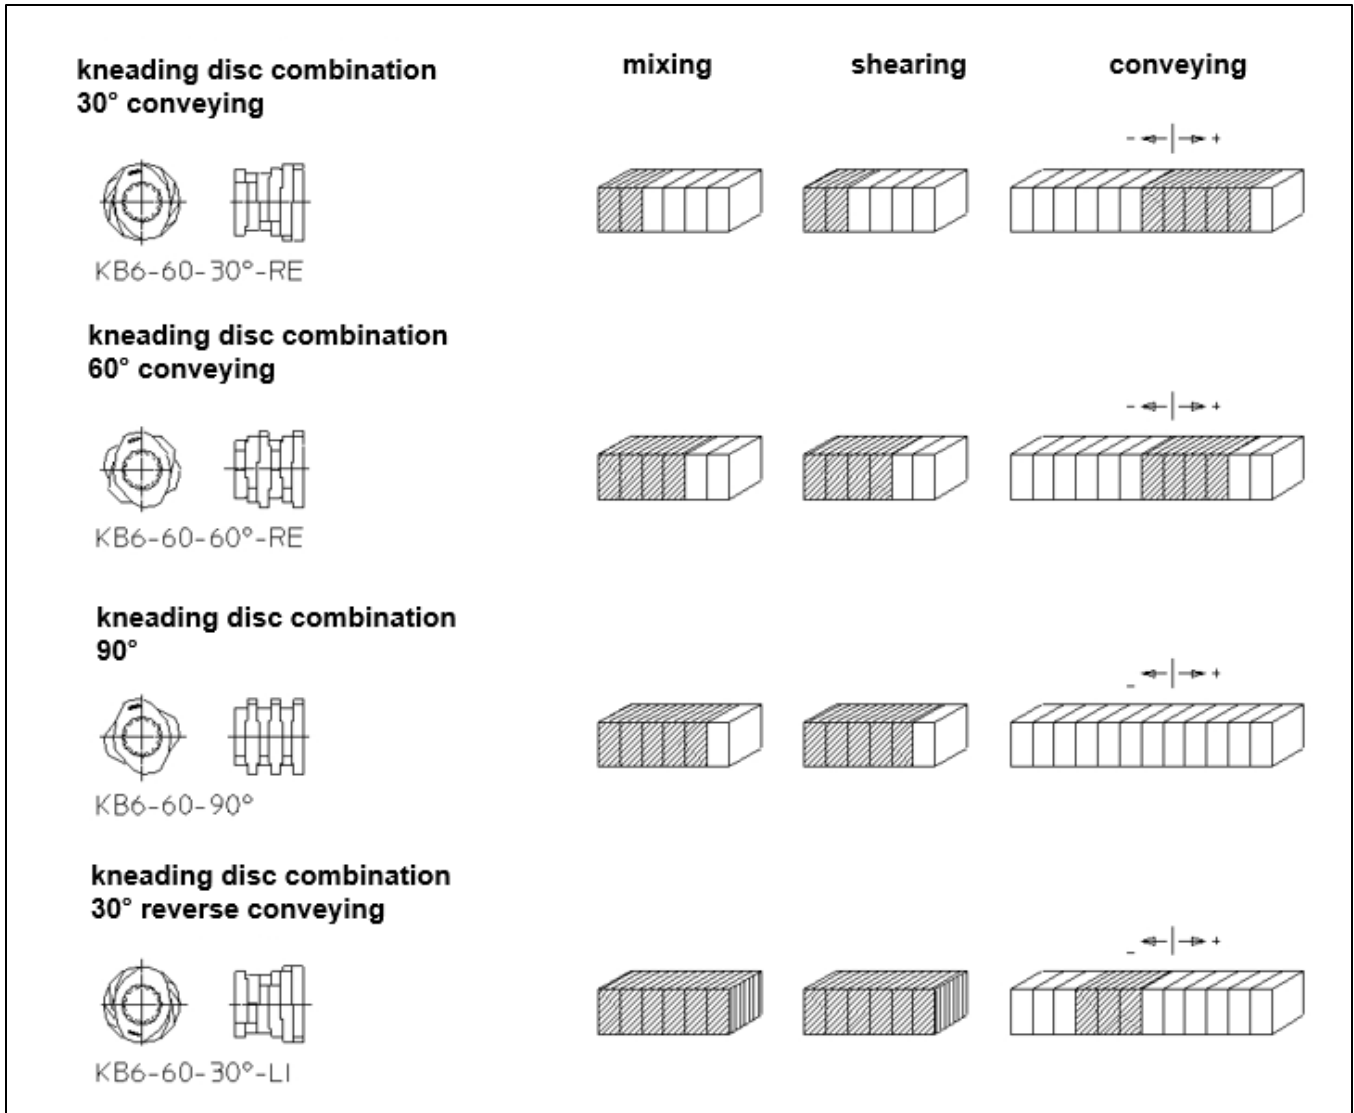 kneading disc combination
30° conveying
mixing
shearing
conveying
- +
KB6-60-30°-RE
kneading disc combination
60° conveying
- +
KB6-60-60°-RE
kneading disc combination
90°
- +
KB6-60-90°
kneading disc combination
30° reverse conveying
- +
KB6-60-30°-LI